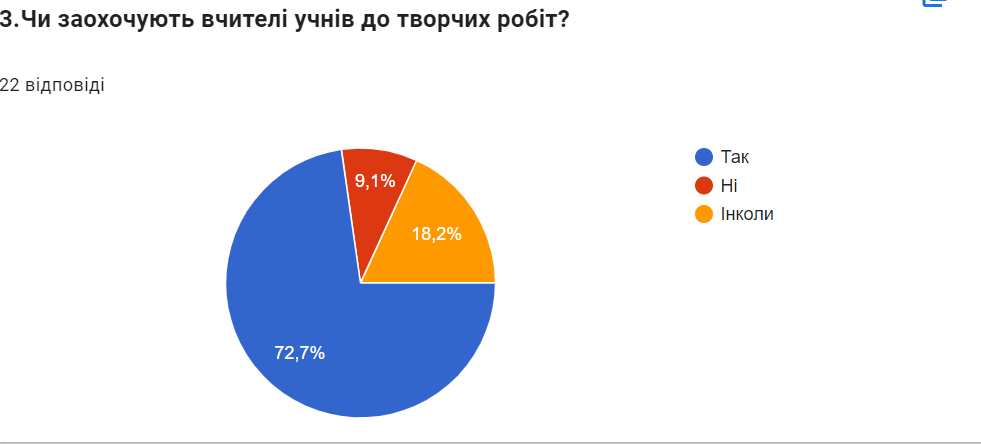 3.Чи заохочують вчителі учнів до творчих робіт?
22 відповіді
9,1%
18,2%
72,7%
Так
Ні
Інколи